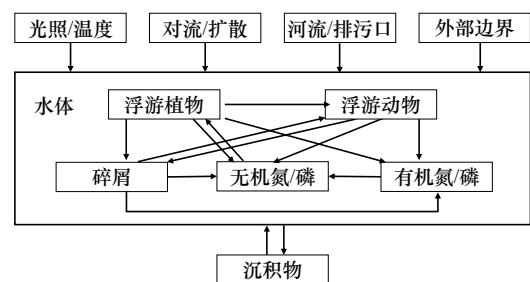 光照/温度 对流/扩散 河流/排污口 外部边界
水体 浮游植物 浮游动物
碎屑 无机氮/磷 有机氮/磷
沉积物